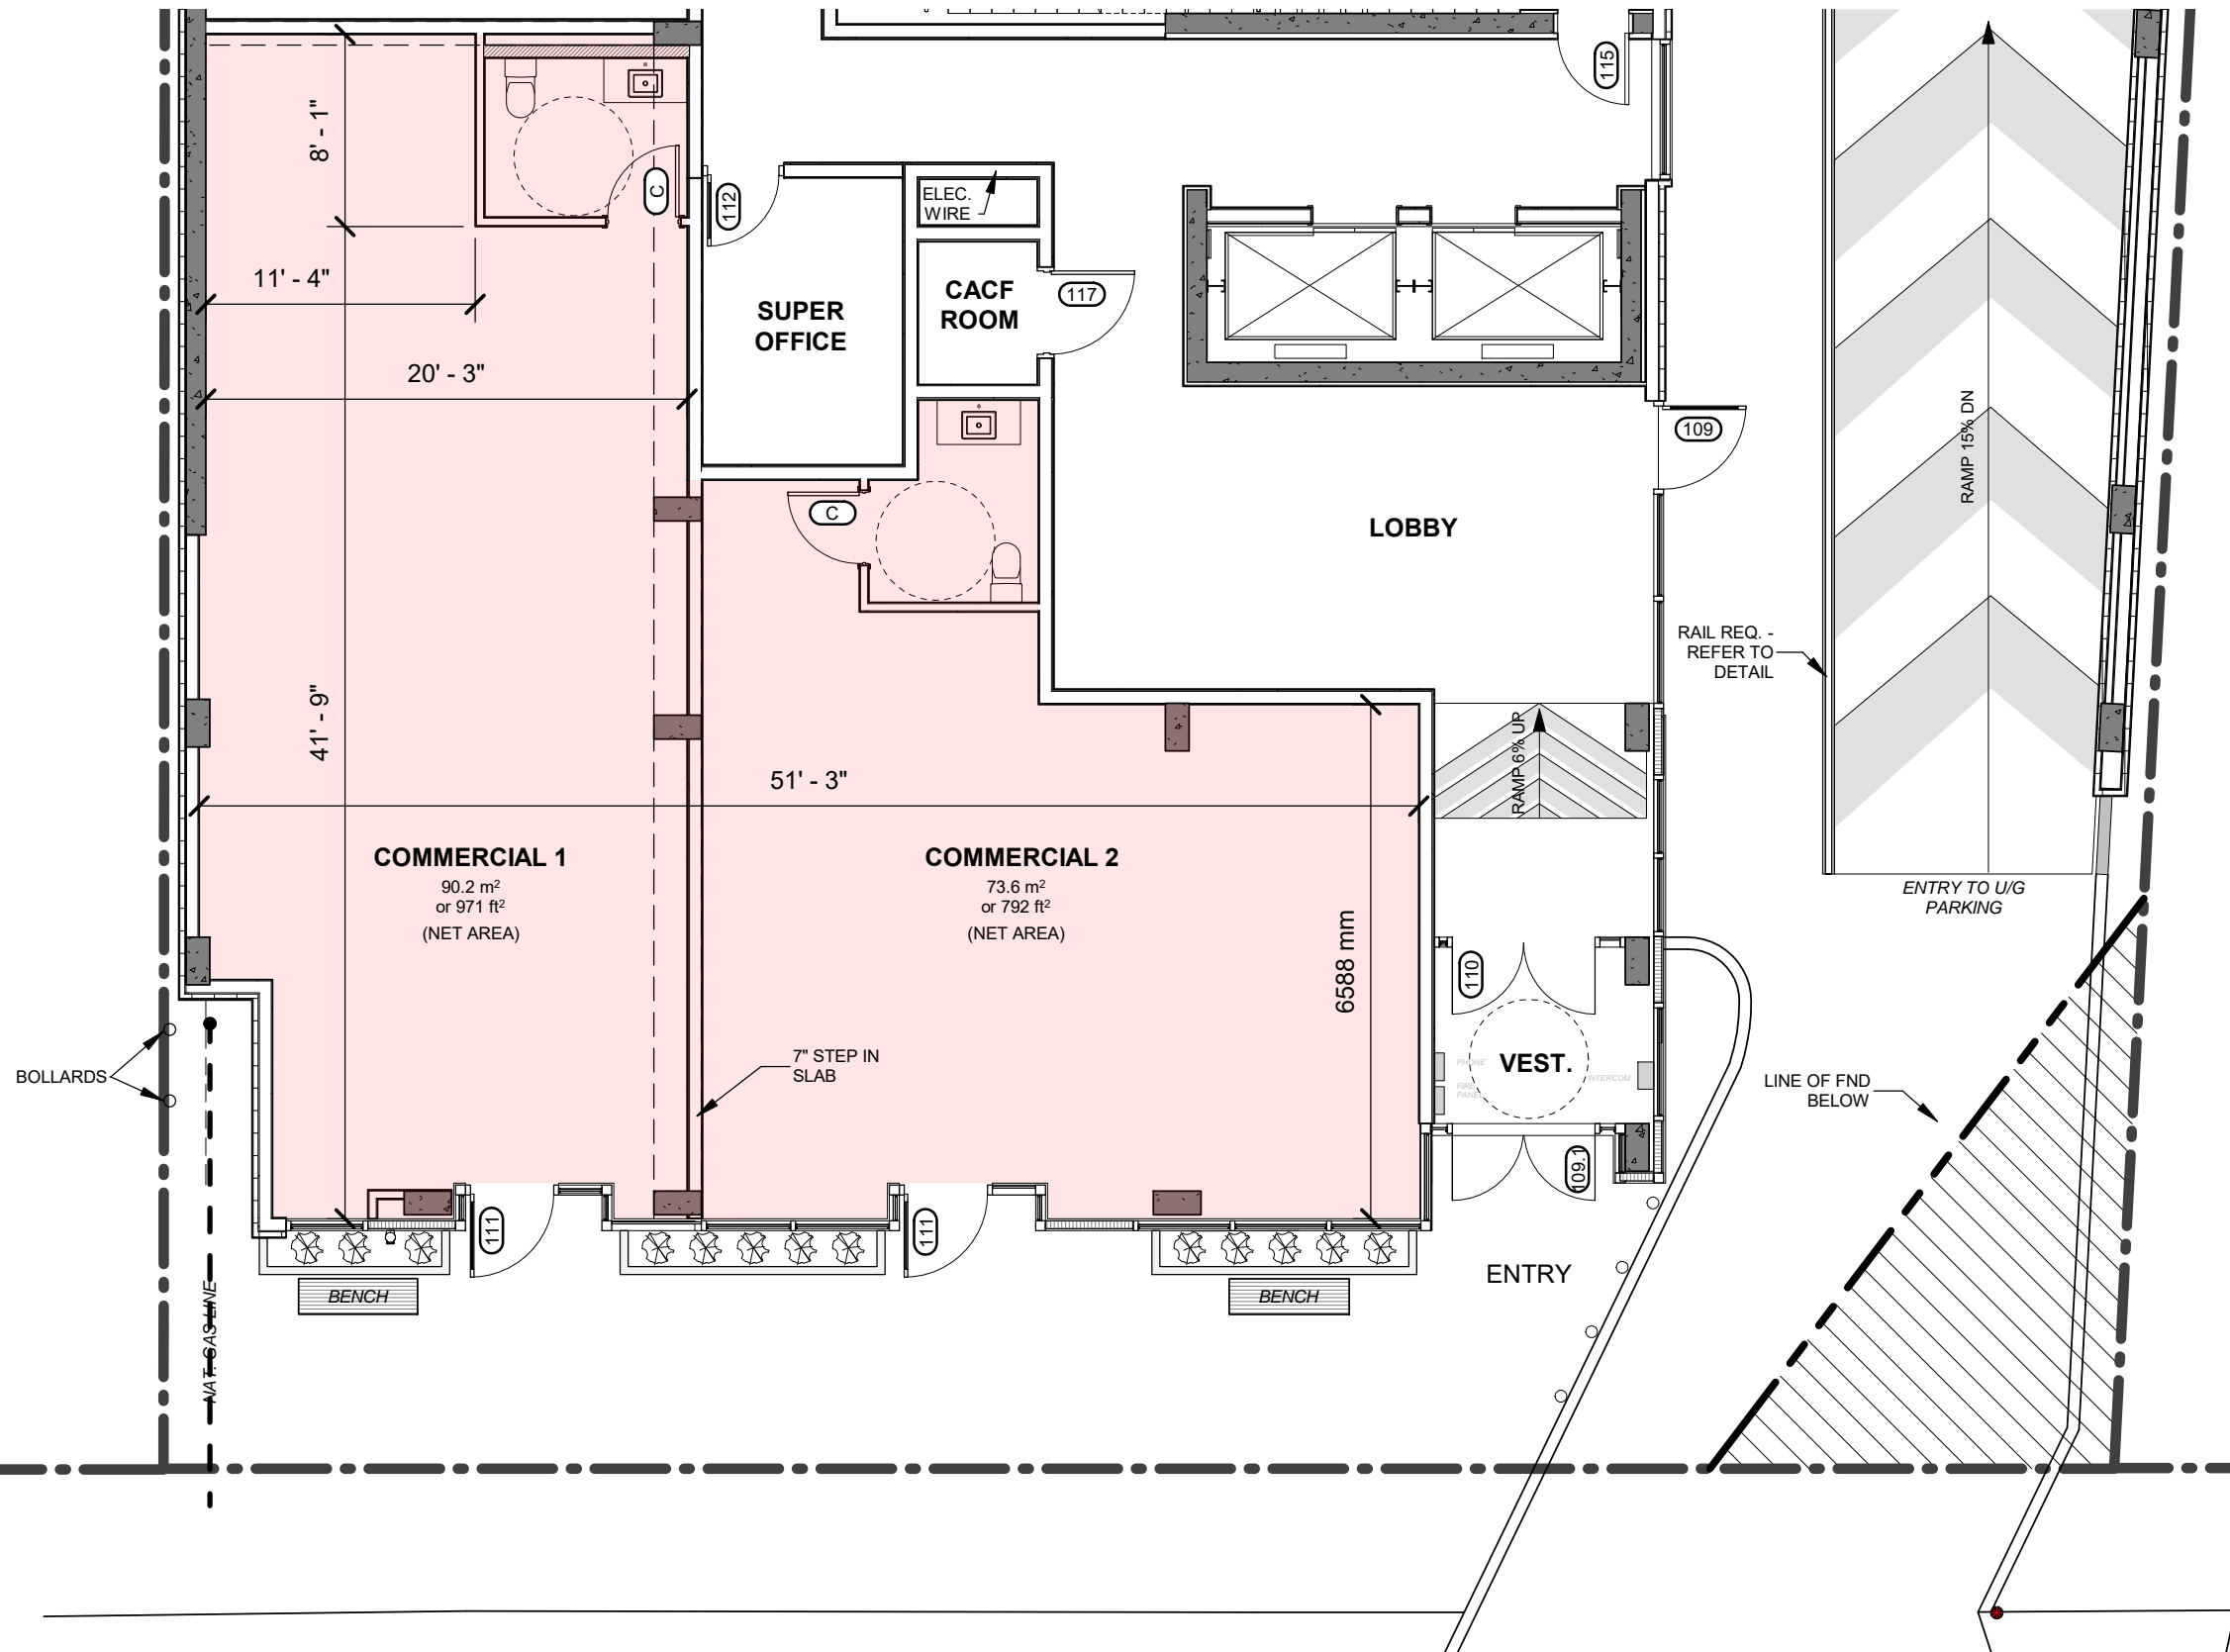 115
8' - 1"
C
112
ELEC.
WIRE
11' - 4"
CACF
ROOM
117
SUPER
OFFICE
20' - 3"
109
RAMP 15% DN
C
LOBBY
RAIL REQ. -
REFER TO
DETAIL
41' - 9"
RAMP 6% UP
51' - 3"
COMMERCIAL 1
90.2 m²
or 971 ft²
(NET AREA)
COMMERCIAL 2
73.6 m²
or 792 ft²
(NET AREA)
6588 mm
ENTRY TO U/G
PARKING
110
7" STEP IN
SLAB
BOLLARDS
PHONE
FIRE
PANEL
VEST.
INTERCOM
LINE OF FND
BELOW
109.1
111
111
ENTRY
BENCH
BENCH
NAT. GAS LINE